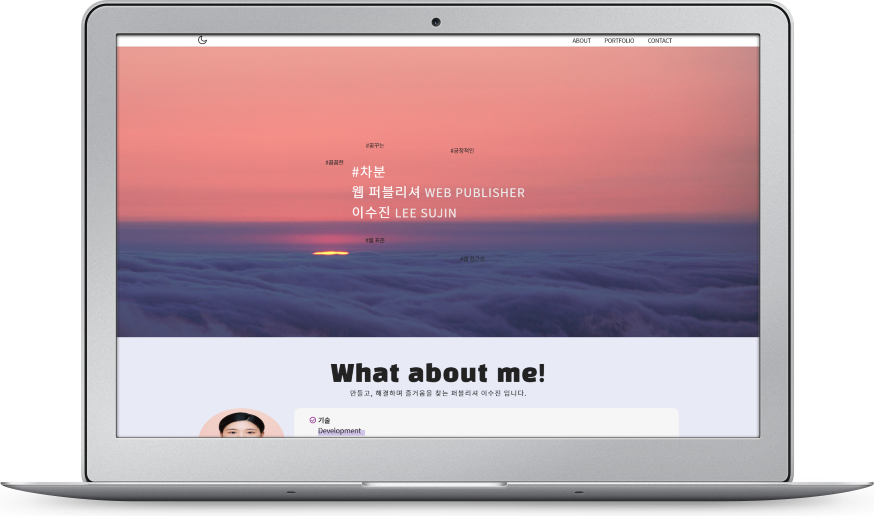 ABOUT PORTFOLIO CONTACT
#꿈꾸는
#긍정적인
#꼼꼼한
#차분
웹 퍼블리셔 WEB PUBLISHER
이수진 LEE SUJIN
#웹 표준
#웹 접근성
What about me!
만들고, 해결하며 즐거움을 찾는 퍼블리셔 이수진 입니다.
기술
Development